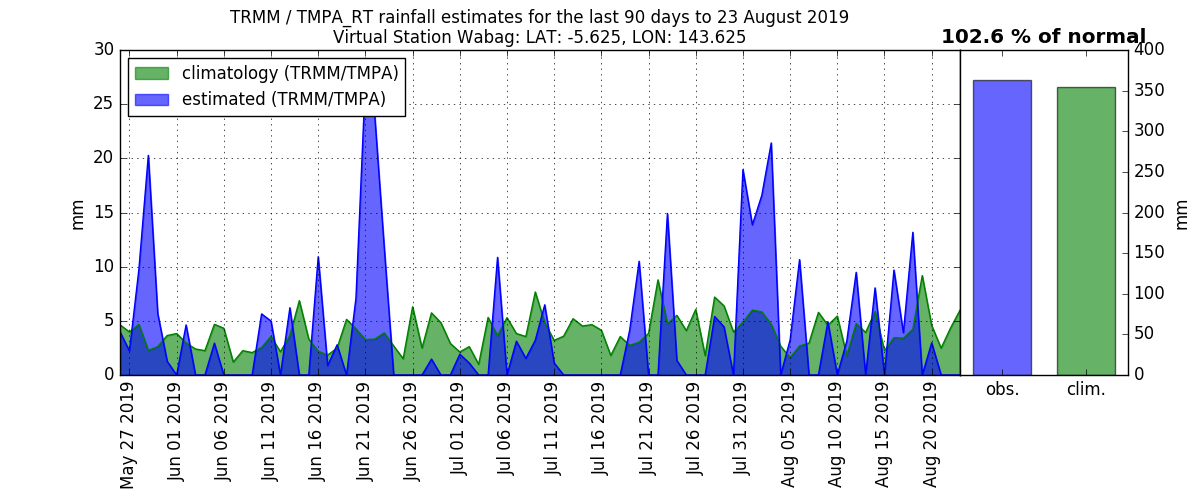 TRMM / TMPA_RT rainfall estimates for the last 90 days to 23 August 2019
Virtual Station Wabag: LAT: -5.625, LON: 143.625
102.6 % of normal
climatology (TRMM/TMPA)
estimated (TRMM/TMPA)
30
25
20
15
10
5
0
mm
May 27 2019
Jun 01 2019
Jun 06 2019
Jun 11 2019
Jun 16 2019
Jun 21 2019
Jun 26 2019
Jul 01 2019
Jul 06 2019
Jul 11 2019
Jul 16 2019
Jul 21 2019
Jul 26 2019
Jul 31 2019
Aug 05 2019
Aug 10 2019
Aug 15 2019
Aug 20 2019
obs.
clim.
400
350
300
250
200
150
100
50
0
mm